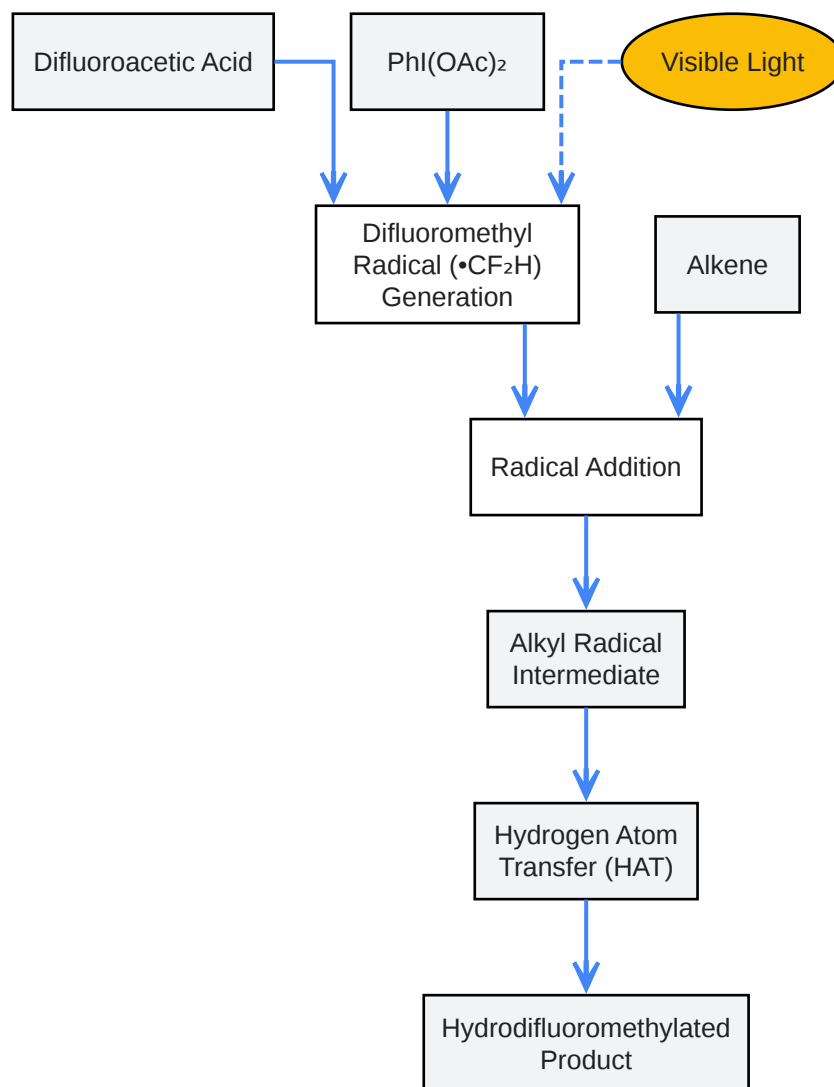 Difluoroacetic Acid
PhI(OAc)₂
Visible Light
Difluoromethyl
Radical (•CF₂H)
Generation
Alkene
Radical Addition
Alkyl Radical
Intermediate
Hydrogen Atom
Transfer (HAT)
Hydrodifluoromethylated
Product